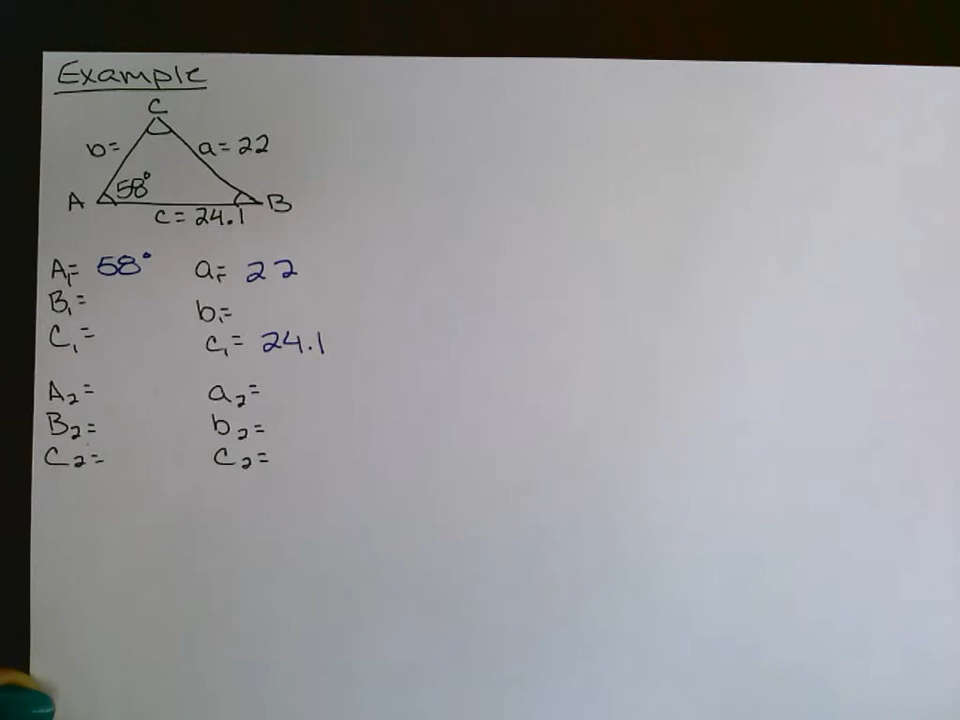 Example
C
b= a=22
A 58° B
c=24.1
A₁= 58° a₁= 22
B₁= b₁=
C₁= c₁= 24.1
A₂= a₂=
B₂= b₂=
C₂= c₂=